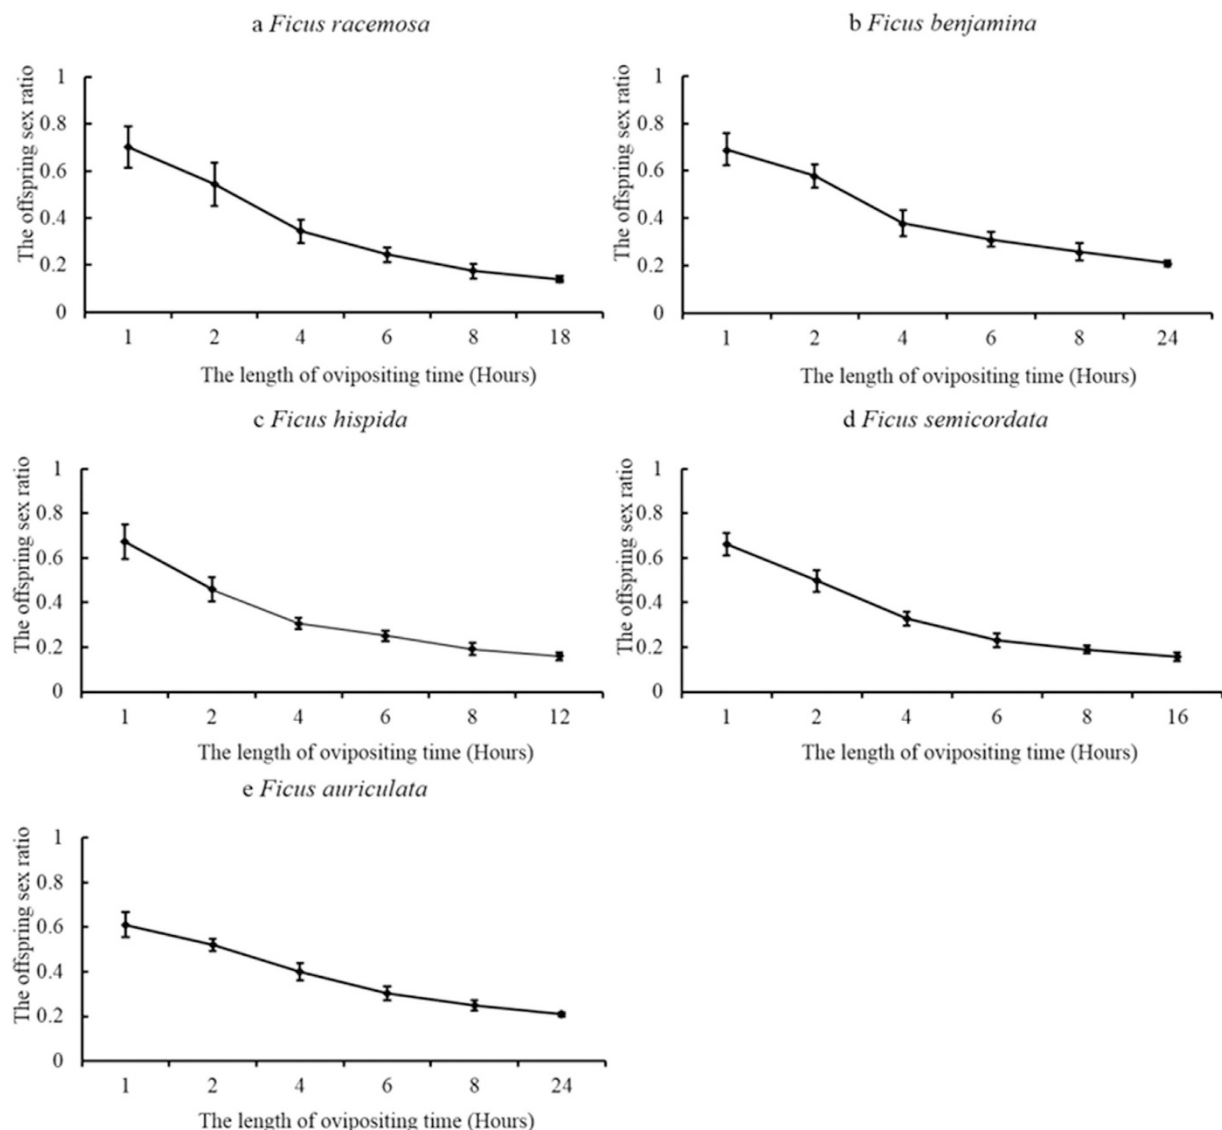 a Ficus racemosa
The offspring sex ratio
1
0.8
0.6
0.4
0.2
0
1 2 4 6 8 18
The length of ovipositing time (Hours)
b Ficus benjamina
The offspring sex ratio
1
0.8
0.6
0.4
0.2
0
1 2 4 6 8 24
The length of ovipositing time (Hours)
c Ficus hispida
The offspring sex ratio
1
0.8
0.6
0.4
0.2
0
1 2 4 6 8 12
The length of ovipositing time (Hours)
d Ficus semicordata
The offspring sex ratio
1
0.8
0.6
0.4
0.2
0
1 2 4 6 8 16
The length of ovipositing time (Hours)
e Ficus auriculata
The offspring sex ratio
1
0.8
0.6
0.4
0.2
0
1 2 4 6 8 24
The length of ovipositing time (Hours)